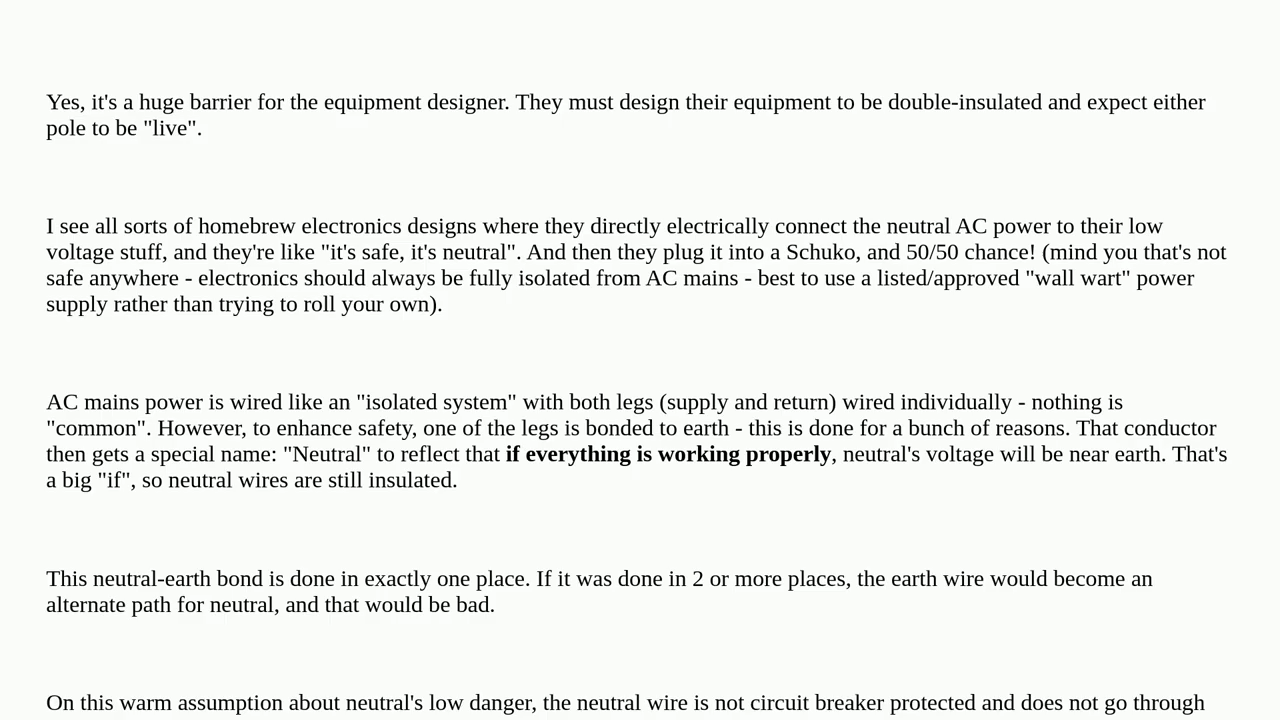 Yes, it's a huge barrier for the equipment designer. They must design their equipment to be double-insulated and expect either
pole to be "live".
I see all sorts of homebrew electronics designs where they directly electrically connect the neutral AC power to their low
voltage stuff, and they're like "it's safe, it's neutral". And then they plug it into a Schuko, and 50/50 chance! (mind you that's not
safe anywhere - electronics should always be fully isolated from AC mains - best to use a listed/approved "wall wart" power
supply rather than trying to roll your own).
AC mains power is wired like an "isolated system" with both legs (supply and return) wired individually - nothing is
"common". However, to enhance safety, one of the legs is bonded to earth - this is done for a bunch of reasons. That conductor
then gets a special name: "Neutral" to reflect that if everything is working properly, neutral's voltage will be near earth. That's
a big "if", so neutral wires are still insulated.
This neutral-earth bond is done in exactly one place. If it was done in 2 or more places, the earth wire would become an
alternate path for neutral, and that would be bad.
On this warm assumption about neutral's low danger, the neutral wire is not circuit breaker protected and does not go through